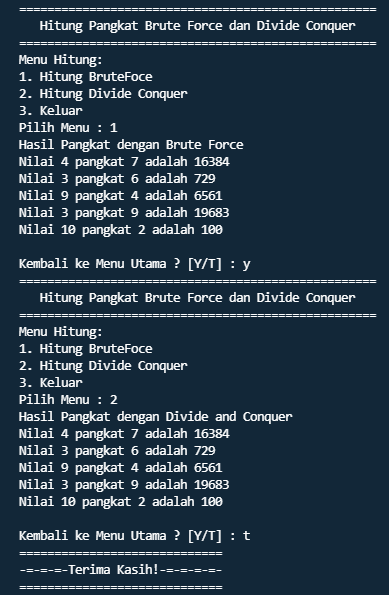 ===================================================
   Hitung Pangkat Brute Force dan Divide Conquer
===================================================
Menu Hitung:
1. Hitung BruteFoce
2. Hitung Divide Conquer
3. Keluar
Pilih Menu : 1
Hasil Pangkat dengan Brute Force
Nilai 4 pangkat 7 adalah 16384
Nilai 3 pangkat 6 adalah 729
Nilai 9 pangkat 4 adalah 6561
Nilai 3 pangkat 9 adalah 19683
Nilai 10 pangkat 2 adalah 100

Kembali ke Menu Utama ? [Y/T] : y
===================================================
   Hitung Pangkat Brute Force dan Divide Conquer
===================================================
Menu Hitung:
1. Hitung BruteFoce
2. Hitung Divide Conquer
3. Keluar
Pilih Menu : 2
Hasil Pangkat dengan Divide and Conquer
Nilai 4 pangkat 7 adalah 16384
Nilai 3 pangkat 6 adalah 729
Nilai 9 pangkat 4 adalah 6561
Nilai 3 pangkat 9 adalah 19683
Nilai 10 pangkat 2 adalah 100

Kembali ke Menu Utama ? [Y/T] : t
=============================
-=-=-=-Terima Kasih!-=-=-=-=-
=============================